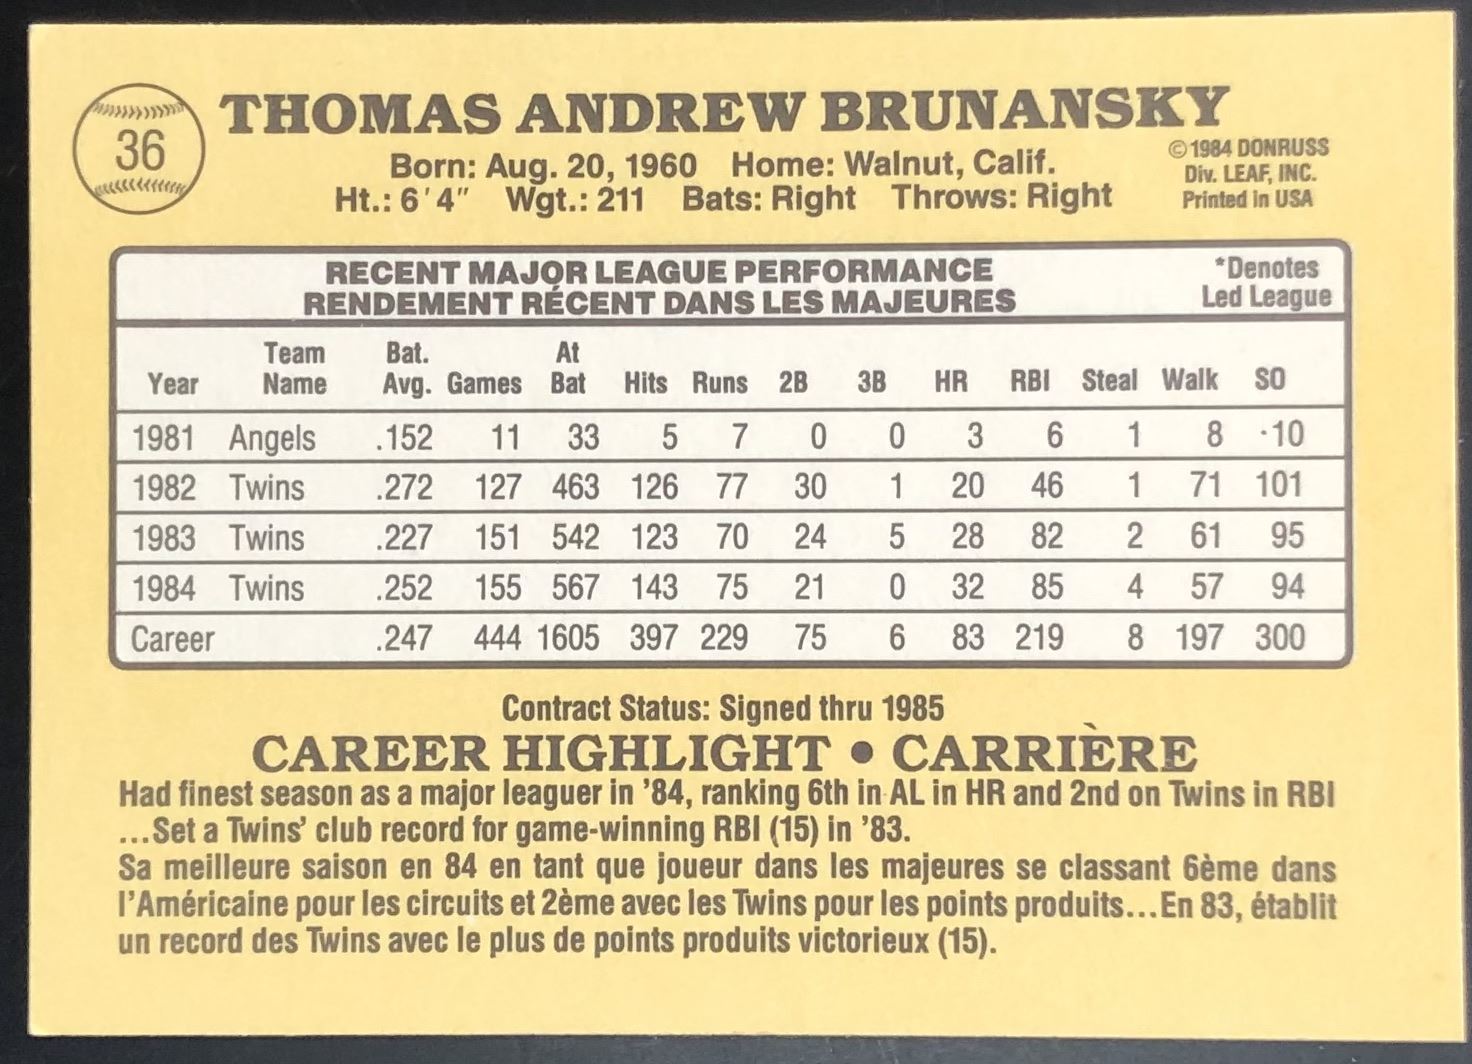 36
THOMAS ANDREW BRUNANSKY
Born: Aug. 20, 1960 Home: Walnut, Calif.
Ht.: 6'4" Wgt.: 211 Bats: Right Throws: Right
©1984 DONRUSS
Div. LEAF, INC.
Printed in USA
RECENT MAJOR LEAGUE PERFORMANCE
RENDEMENT RÉCENT DANS LES MAJEURES
*Denotes
Led League
Year Team Name Bat. Avg. Games At Bat Hits Runs 2B 3B HR RBI Steal Walk SO
1981 Angels .152 11 33 5 7 0 0 3 6 1 8 10
1982 Twins .272 127 463 126 77 30 1 20 46 1 71 101
1983 Twins .227 151 542 123 70 24 5 28 82 2 61 95
1984 Twins .252 155 567 143 75 21 0 32 85 4 57 94
Career .247 444 1605 397 229 75 6 83 219 8 197 300
Contract Status: Signed thru 1985
CAREER HIGHLIGHT • CARRIÈRE
Had finest season as a major leaguer in '84, ranking 6th in AL in HR and 2nd on Twins in RBI
...Set a Twins' club record for game-winning RBI (15) in '83.
Sa meilleure saison en 84 en tant que joueur dans les majeures se classant 6ème dans
l'Américaine pour les circuits et 2ème avec les Twins pour les points produits...En 83, établit
un record des Twins avec le plus de points produits victorieux (15).